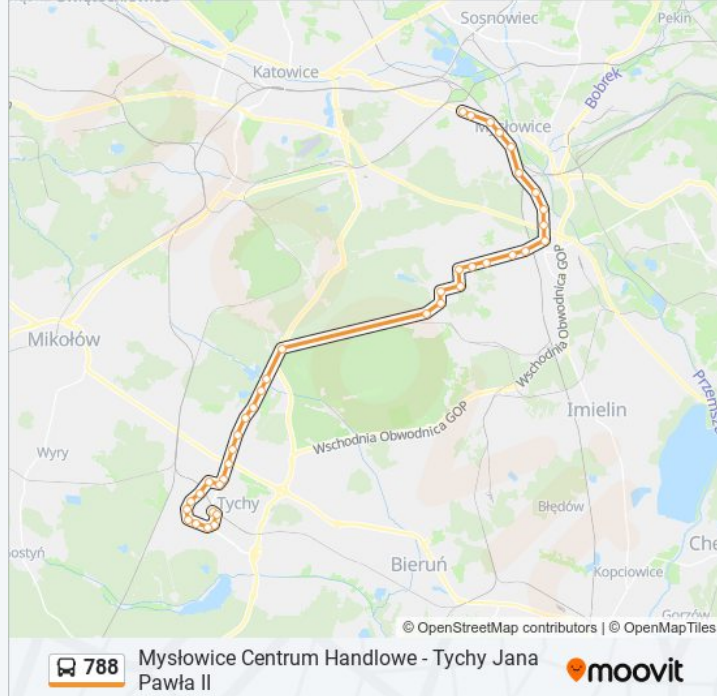 Sosnowiec
Pekin
Katowice
Bobrek
Mysłowice
Wschodnia Obwodnica GOP
Mikołów
Imielin
Wschodnia Obwodnica GOP
Wyry
Tychy
Błędów
Bieruń
Kopciowice
© OpenStreetMap contributors | © OpenMapTiles
788
Mysłowice Centrum Handlowe - Tychy Jana
Pawła II
moovit